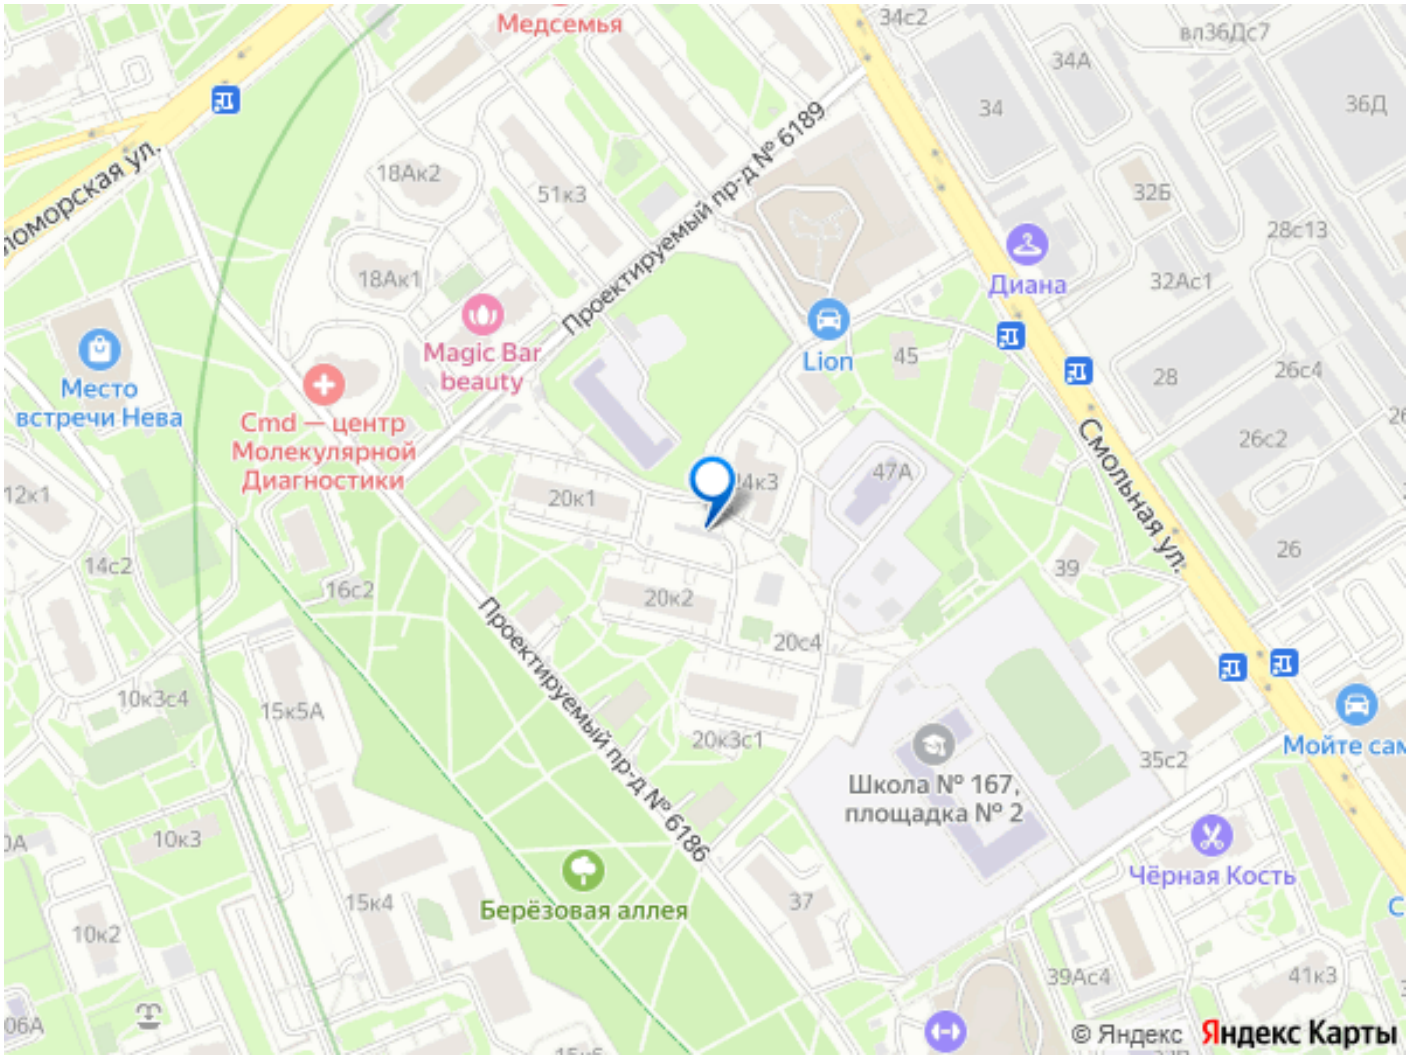 Медсемья
34с2
вл36Дс7
34А
34
36Д
Беломорская ул.
18Ак2
51к3
Проектируемый пр-д № 6189
32Б
28с13
18Ак1
Диана
32Ас1
Magic Bar
beauty
Lion
45
Место
встречи Нева
Cmd — центр
Молекулярной
Диагностики
28
26с4
26с2
Смольная ул.
12к1
20к1
47А
14с2
16с2
20к2
39
26
20с4
Проектируемый пр-д № 6186
10к3с4
15к5А
20к3с1
Школа № 167,
площадка № 2
35с2
Мойте сам
10к3
Чёрная Кость
15к4
Берёзовая аллея
37
10к2
39Ас4
41к3
06А
© Яндекс Яндекс Карты